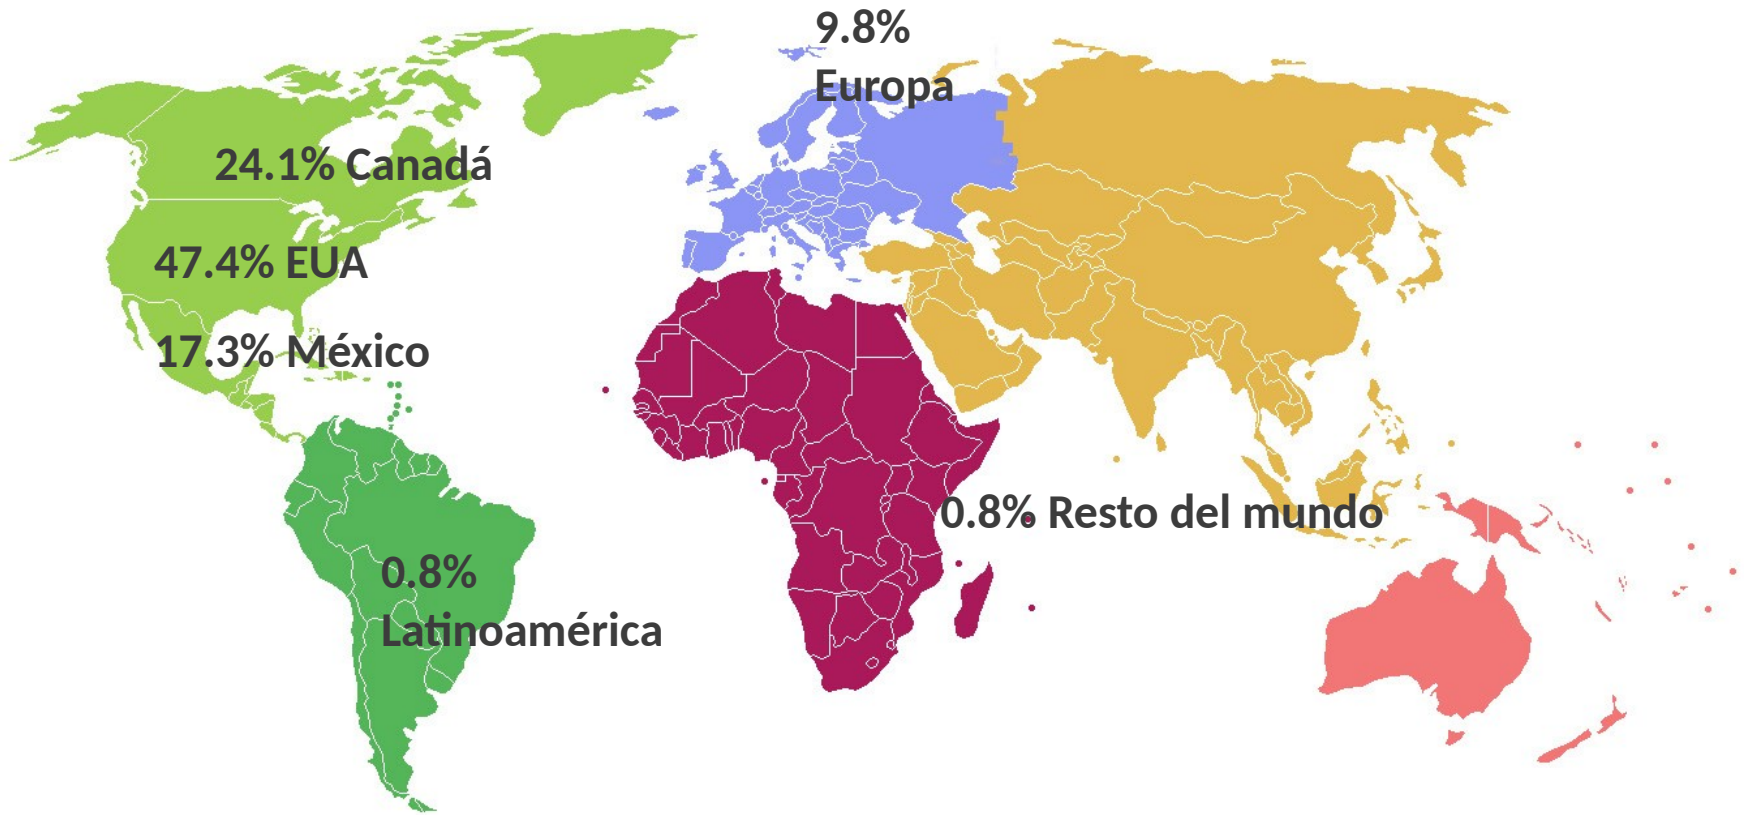 9.8%
Europa
24.1% Canadá
47.4% EUA
17.3% México
0.8% Resto del mundo
0.8%
Latinoamérica